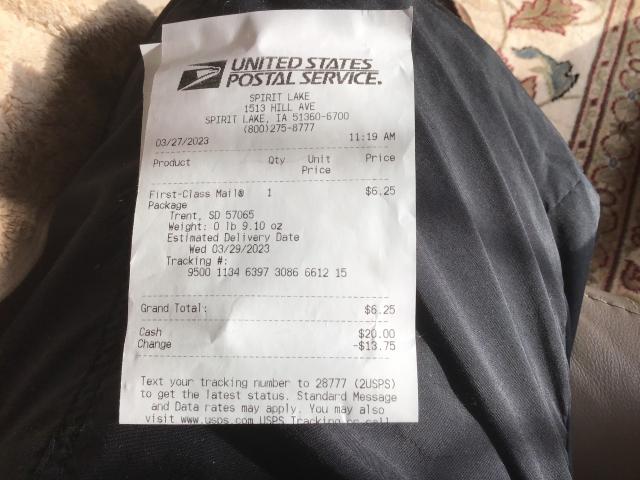 UNITED STATES
POSTAL SERVICE.
SPIRIT LAKE
1513 HILL AVE
SPIRIT LAKE, IA 51360-6700
(800)275-8777
03/27/2023 11:19 AM
Product Qty Unit Price
Price
First-Class Mail® 1 $6.25
Package
Trent, SD 57065
Weight: 0 lb 9.10 oz
Estimated Delivery Date
Wed 03/29/2023
Tracking #:
9500 1134 6397 3086 6612 15
Grand Total: $6.25
Cash $20.00
Change -$13.75
Text your tracking number to 28777 (2USPS)
to get the latest status. Standard Message
and Data rates may apply. You may also
visit www.usps.com USPS Tracking or call